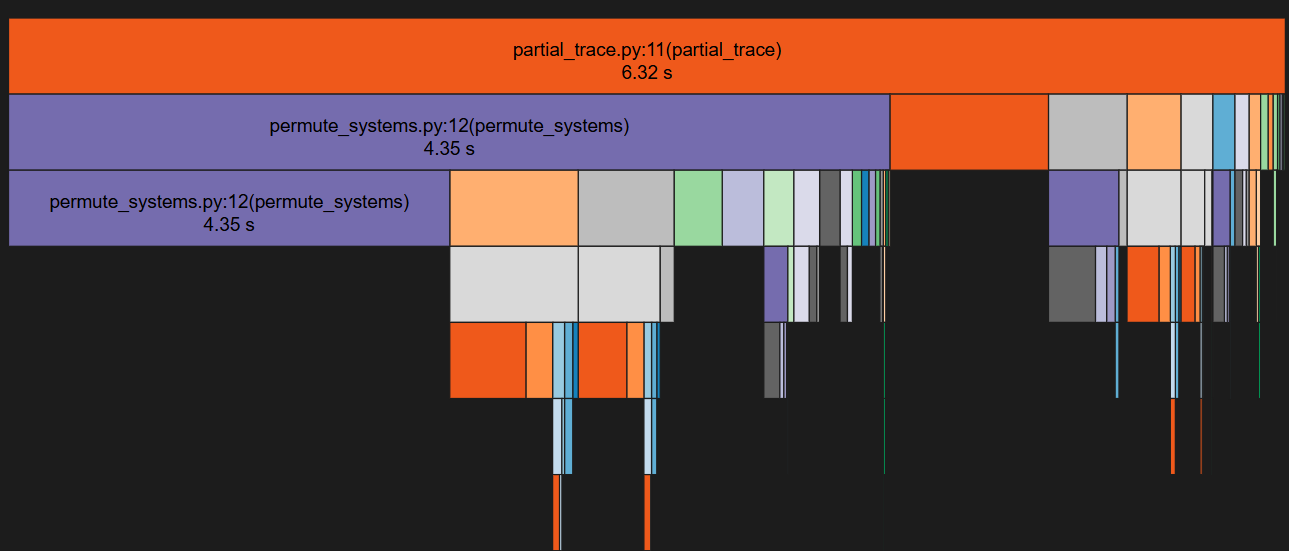 partial_trace.py:11(partial_trace)
6.32 s
permute_systems.py:12(permute_systems)
4.35 s
permute_systems.py:12(permute_systems)
4.35 s